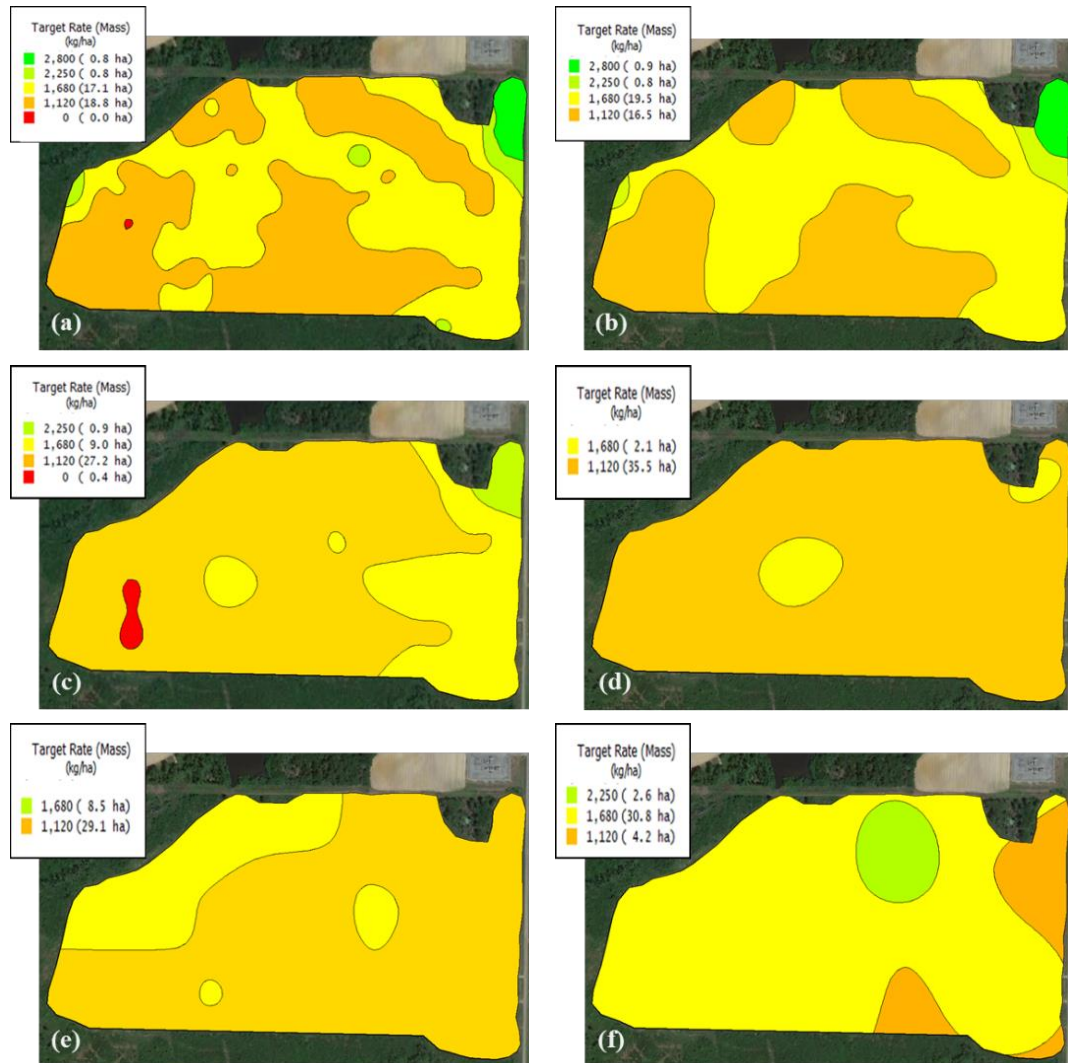 Target Rate (Mass)
(kg/ha)
2,800 ( 0.8 ha)
2,250 ( 0.8 ha)
1,680 (17.1 ha)
1,120 (18.8 ha)
0 ( 0.0 ha)
(a)
Target Rate (Mass)
(kg/ha)
2,800 ( 0.9 ha)
2,250 ( 0.8 ha)
1,680 (19.5 ha)
1,120 (16.5 ha)
(b)
Target Rate (Mass)
(kg/ha)
2,250 ( 0.9 ha)
1,680 ( 9.0 ha)
1,120 (27.2 ha)
0 ( 0.4 ha)
(c)
Target Rate (Mass)
(kg/ha)
1,680 ( 2.1 ha)
1,120 (35.5 ha)
(d)
Target Rate (Mass)
(kg/ha)
1,680 ( 8.5 ha)
1,120 (29.1 ha)
(e)
Target Rate (Mass)
(kg/ha)
2,250 ( 2.6 ha)
1,680 (30.8 ha)
1,120 ( 4.2 ha)
(f)